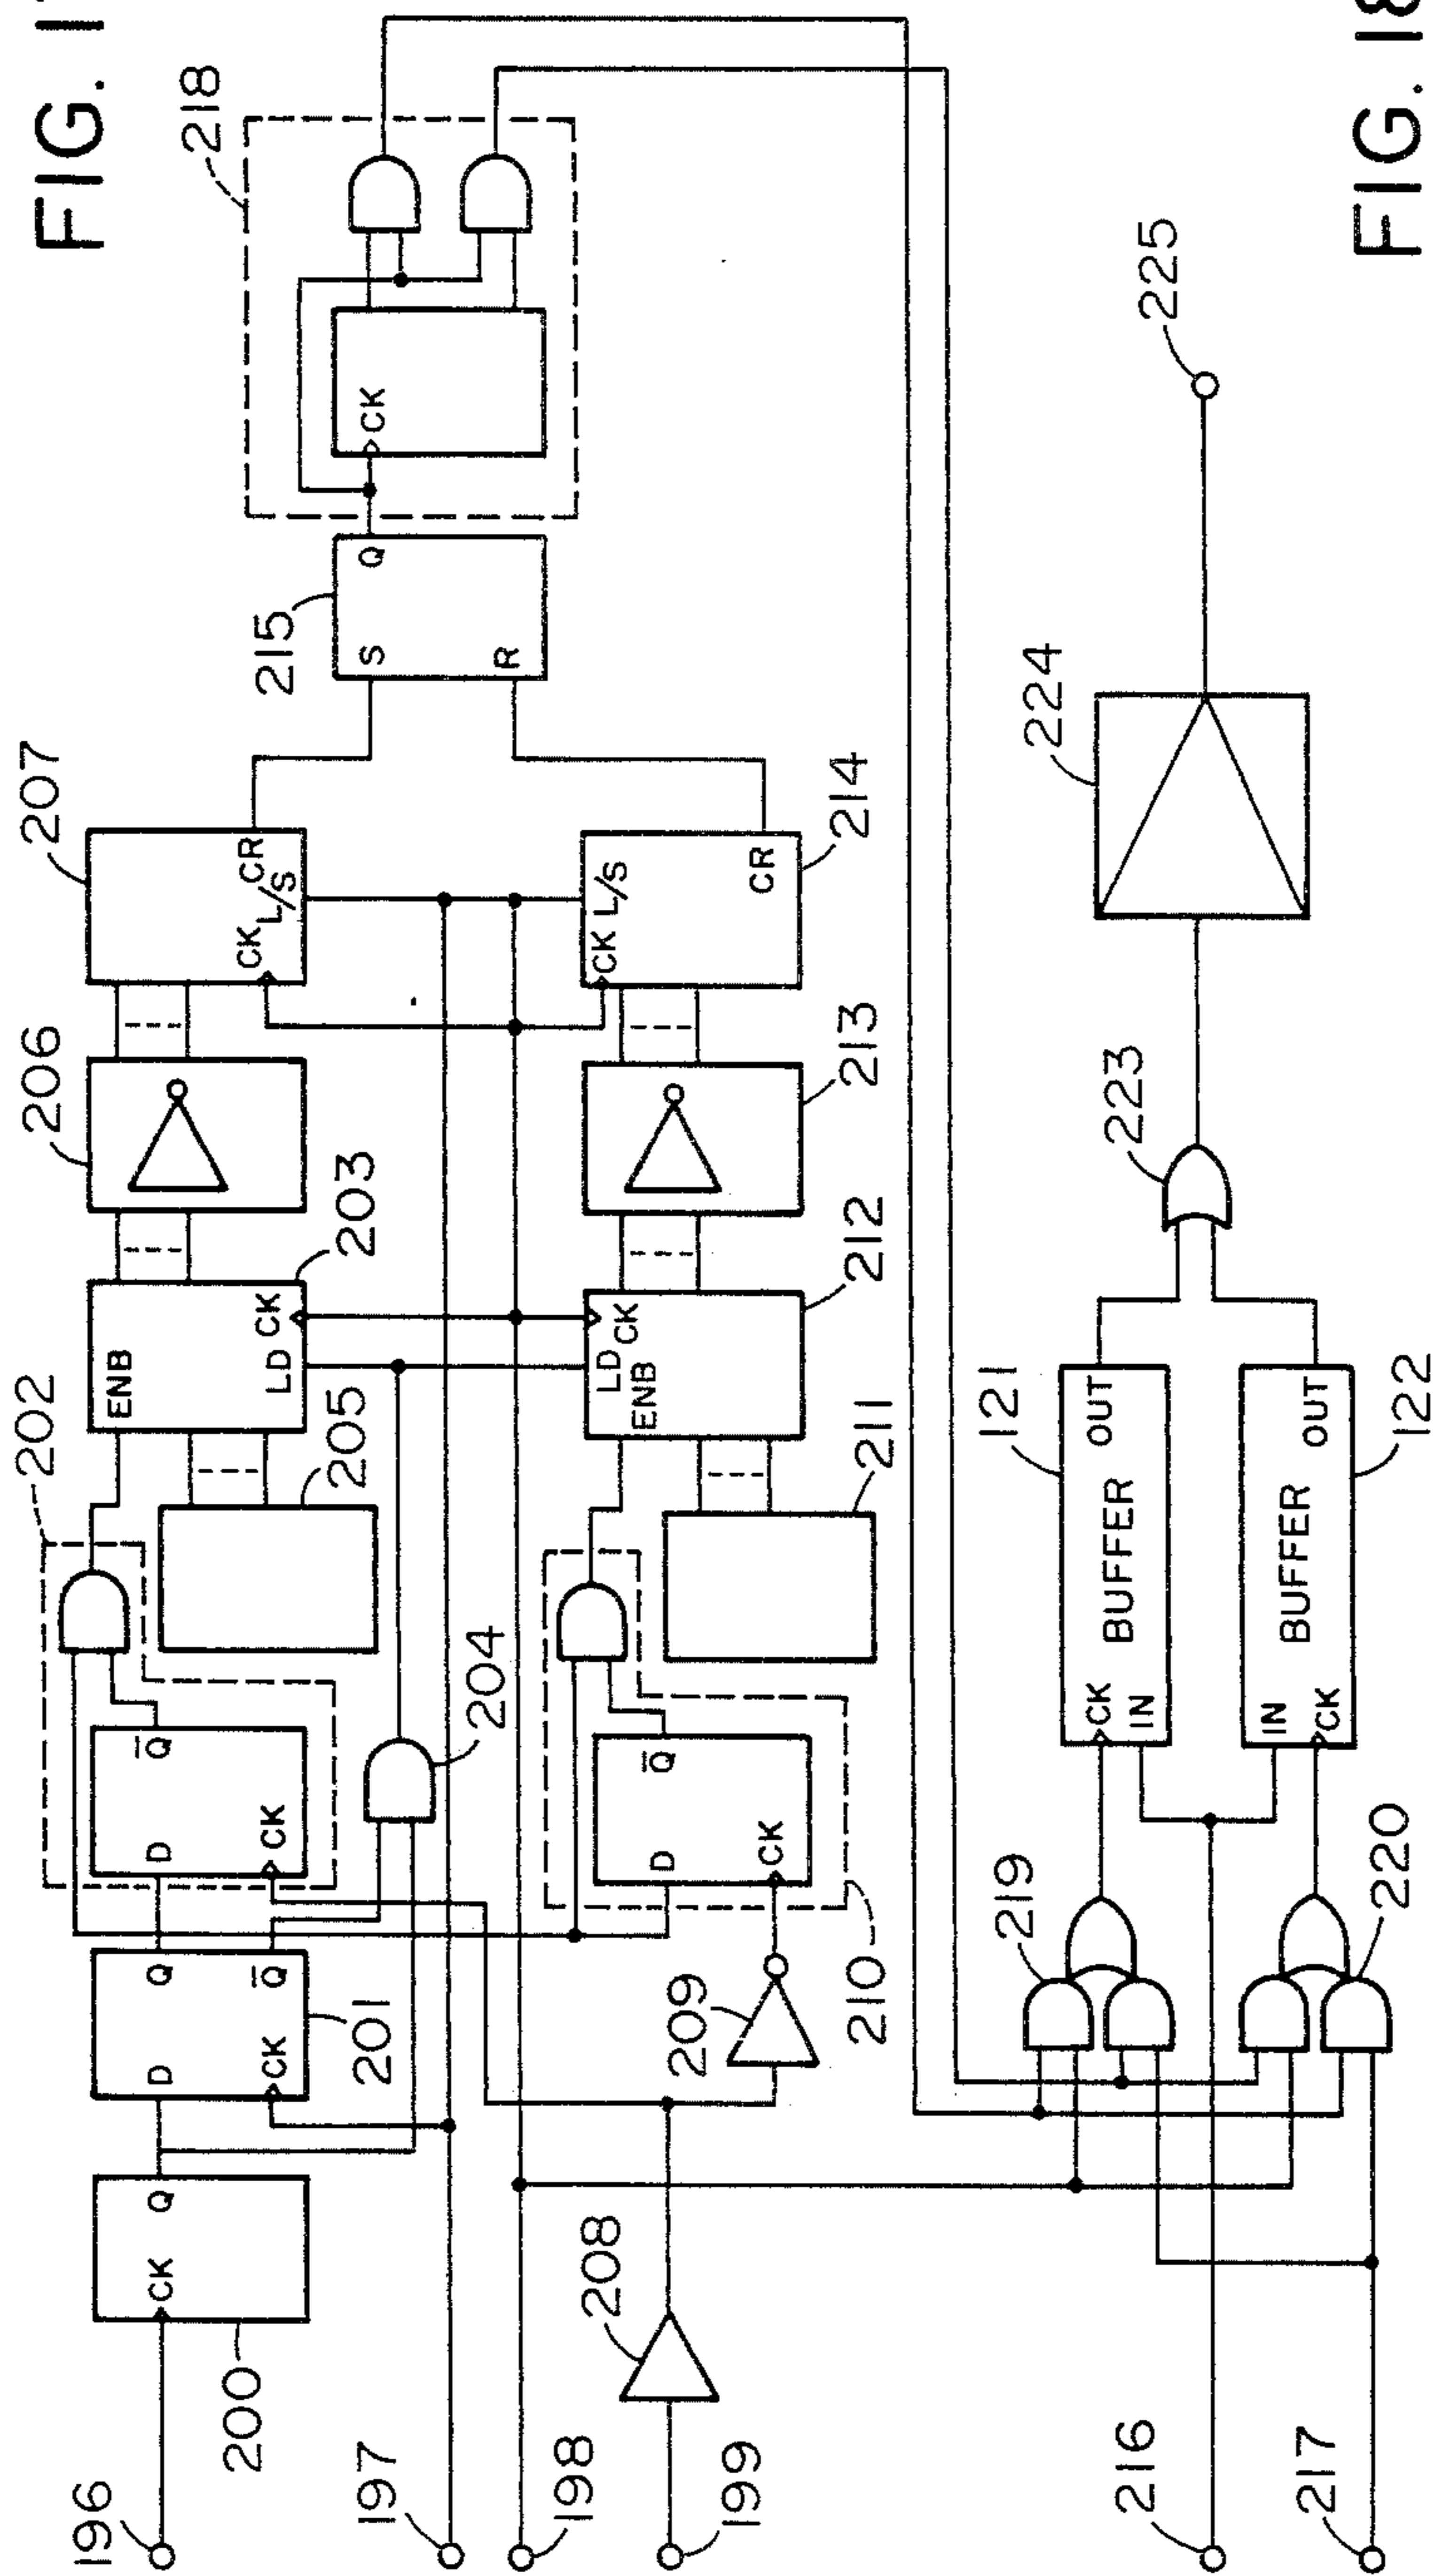 FIG. 17
196
CK
Q
200
D
Q
Q̅
CK
201
D
Q̅
CK
202
205
ENB
LD
CK
203
206
207
CK
L/S
CR
S
R
Q
215
CK
218
197
204
198
199
208
209
D
Q̅
CK
210
211
LD
ENB
CK
212
213
CK
L/S
CR
214
216
217
219
220
CK
IN
BUFFER
OUT
121
IN
CK
BUFFER
OUT
122
223
224
225
FIG. 18